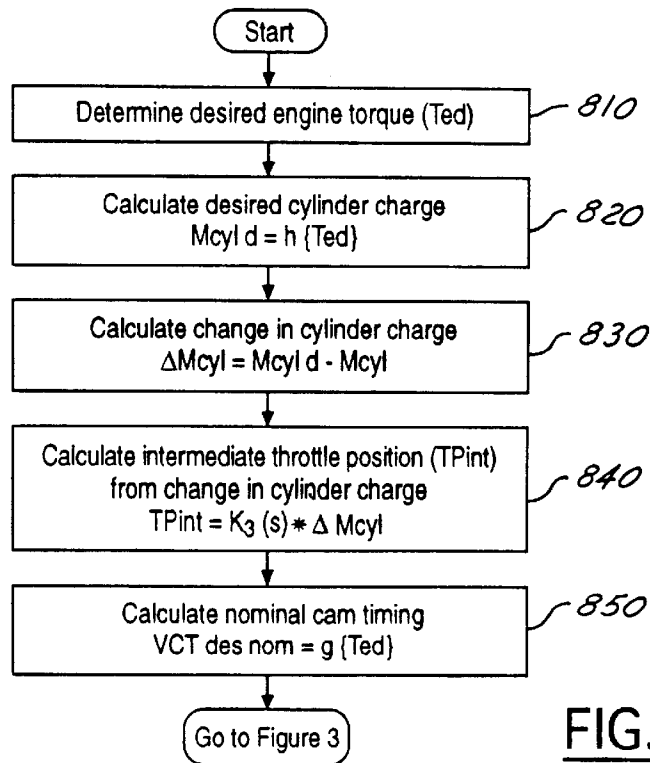 Start
Determine desired engine torque (Ted)
810
Calculate desired cylinder charge
Mcyl d = h {Ted}
820
Calculate change in cylinder charge
ΔMcyl = Mcyl d - Mcyl
830
Calculate intermediate throttle position (TPint)
from change in cylinder charge
TPint = K₃ (s) * Δ Mcyl
840
Calculate nominal cam timing
VCT des nom = g {Ted}
850
Go to Figure 3
FIG.